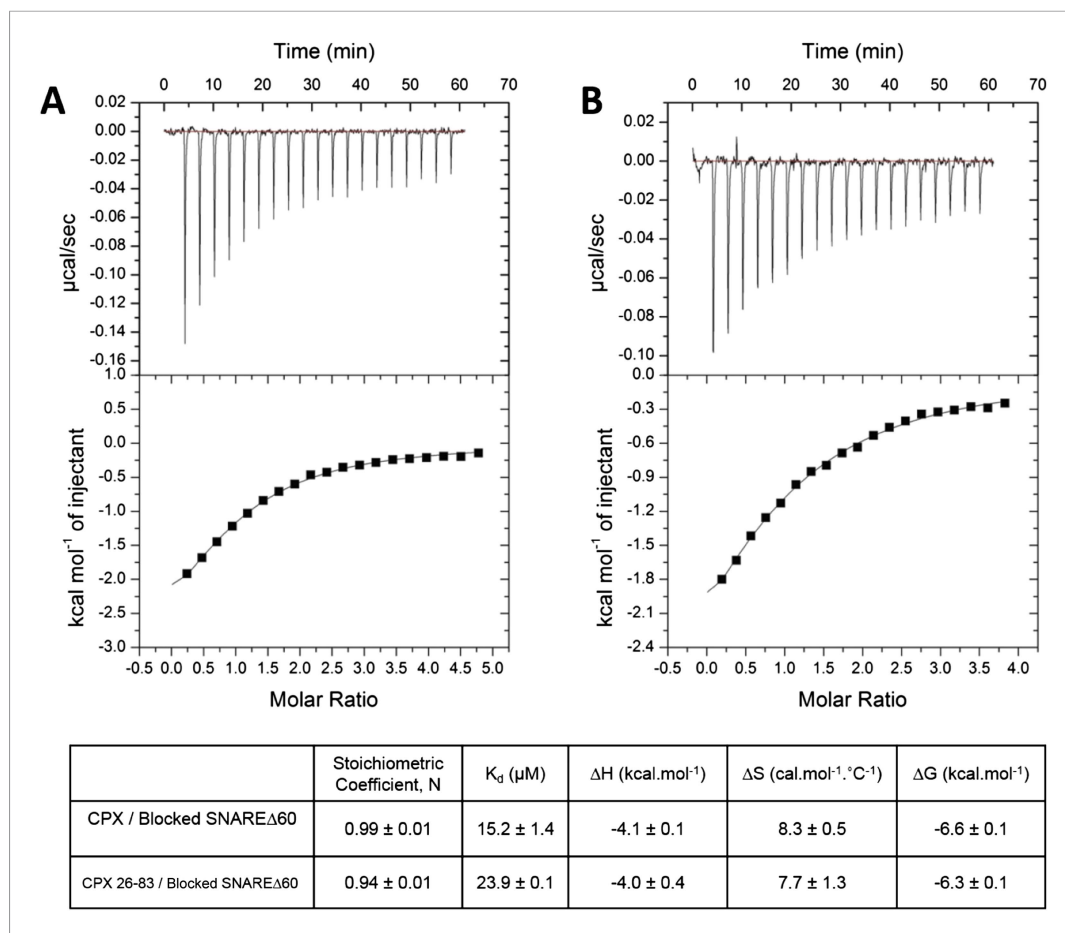 Time (min)
0 10 20 30 40 50 60 70
A
0.02
0.00
-0.02
-0.04
-0.06
-0.08
-0.10
-0.12
-0.14
-0.16
µcal/sec
1.0
0.5
0.0
-0.5
-1.0
-1.5
-2.0
-2.5
-3.0
kcal mol⁻¹ of injectant
-0.5 0.0 0.5 1.0 1.5 2.0 2.5 3.0 3.5 4.0 4.5 5.0
Molar Ratio
Time (min)
0 10 20 30 40 50 60 70
B
0.02
0.00
-0.02
-0.04
-0.06
-0.08
-0.10
µcal/sec
0.0
-0.3
-0.6
-0.9
-1.2
-1.5
-1.8
-2.1
-2.4
kcal mol⁻¹ of injectant
-0.5 0.0 0.5 1.0 1.5 2.0 2.5 3.0 3.5 4.0
Molar Ratio
Stoichiometric
Coefficient, N
K_d (µM)
ΔH (kcal.mol⁻¹)
ΔS (cal.mol⁻¹.°C⁻¹)
ΔG (kcal.mol⁻¹)
CPX / Blocked SNAREΔ60 0.99 ± 0.01 15.2 ± 1.4 -4.1 ± 0.1 8.3 ± 0.5 -6.6 ± 0.1
CPX 26-83 / Blocked SNAREΔ60 0.94 ± 0.01 23.9 ± 0.1 -4.0 ± 0.4 7.7 ± 1.3 -6.3 ± 0.1